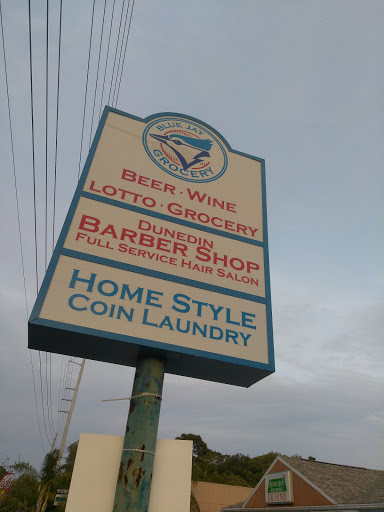 BLUE JAY
GROCERY
BEER · WINE
LOTTO · GROCERY
DUNEDIN
BARBER SHOP
FULL SERVICE HAIR SALON
HOME STYLE
COIN LAUNDRY